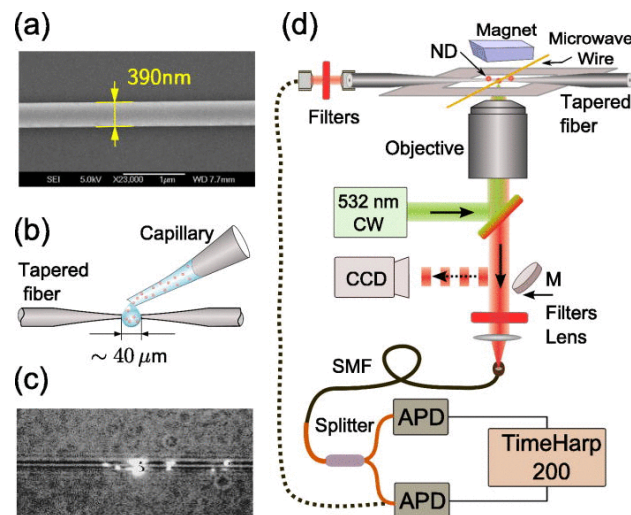 (a)
390nm
SEI 5.0kV X23,000 1µm WD 7.7mm
(b)
Capillary
Tapered
fiber
~ 40 µm
(c)
3
(d)
Magnet
ND
Microwave
Wire
Filters
Tapered
fiber
Objective
532 nm
CW
CCD
M
Filters
Lens
SMF
Splitter
APD
TimeHarp
200
APD